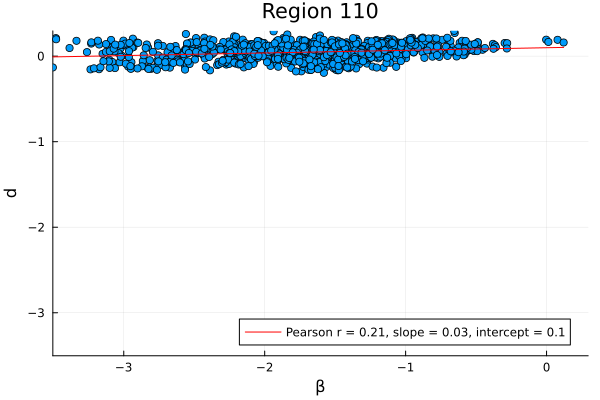 Region 110
0
−1
−2
−3
d
Pearson r = 0.21, slope = 0.03, intercept = 0.1
−3
−2
−1
0
β